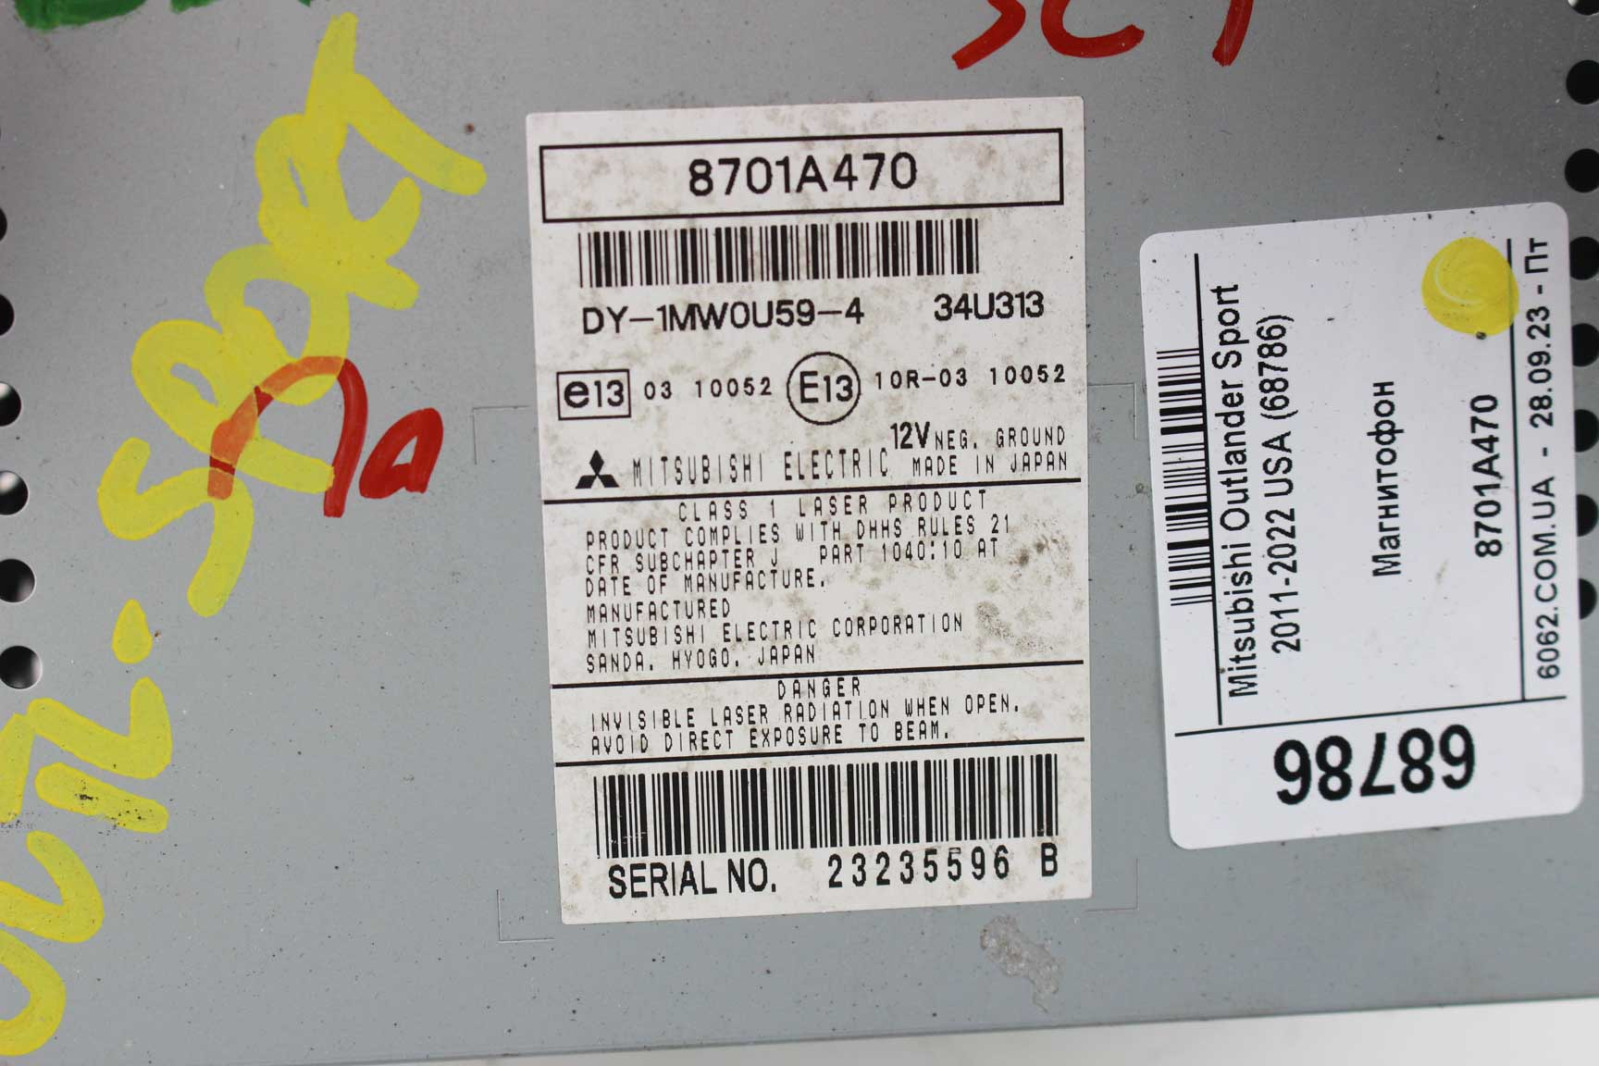 SPORT
8701A470
DY-1MW0U59-4 34U313
e13 03 10052 E13 10R-03 10052
12V NEG. GROUND
MITSUBISHI ELECTRIC MADE IN JAPAN
CLASS 1 LASER PRODUCT
PRODUCT COMPLIES WITH DHHS RULES 21
CFR SUBCHAPTER J PART 1040:10 AT
DATE OF MANUFACTURE.
MANUFACTURED
MITSUBISHI ELECTRIC CORPORATION
SANDA. HYOGO. JAPAN
DANGER
INVISIBLE LASER RADIATION WHEN OPEN.
AVOID DIRECT EXPOSURE TO BEAM.
SERIAL NO. 23235596 B
Mitsubishi Outlander Sport
2011-2022 USA (68786)
Магнитофон
8701A470
6062.COM.UA - 28.09.23 - Пт
68786